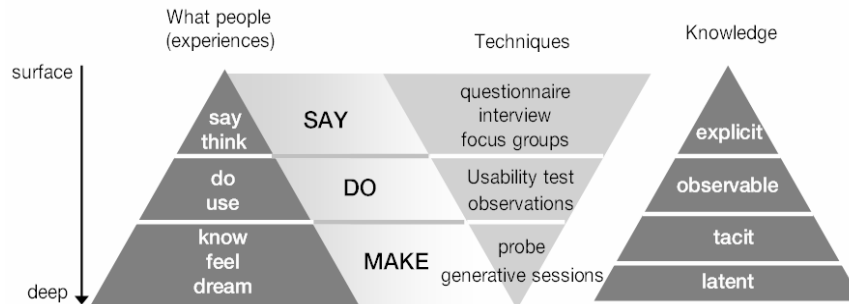 What people
(experiences)
Techniques
Knowledge
surface
say
think
SAY
questionnaire
interview
focus groups
explicit
do
use
DO
Usability test
observations
observable
know
feel
dream
MAKE
probe
generative sessions
tacit
latent
deep